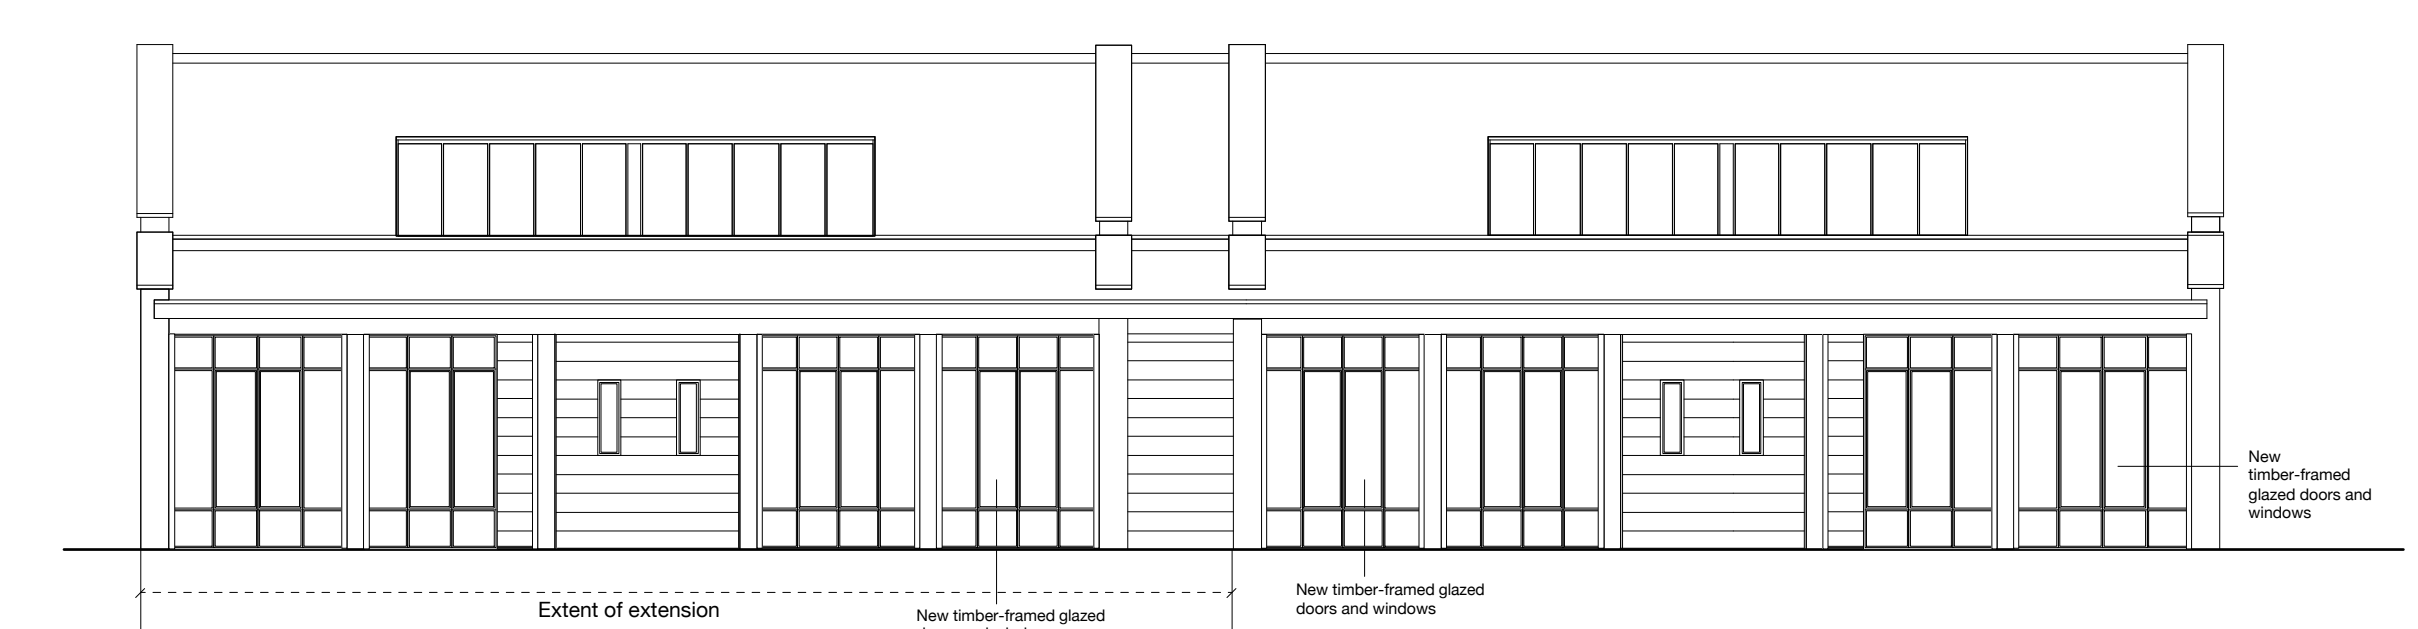 New
timber-framed
glazed doors and
windows
New timber-framed glazed
doors and windows
Extent of extension
New timber-framed glazed